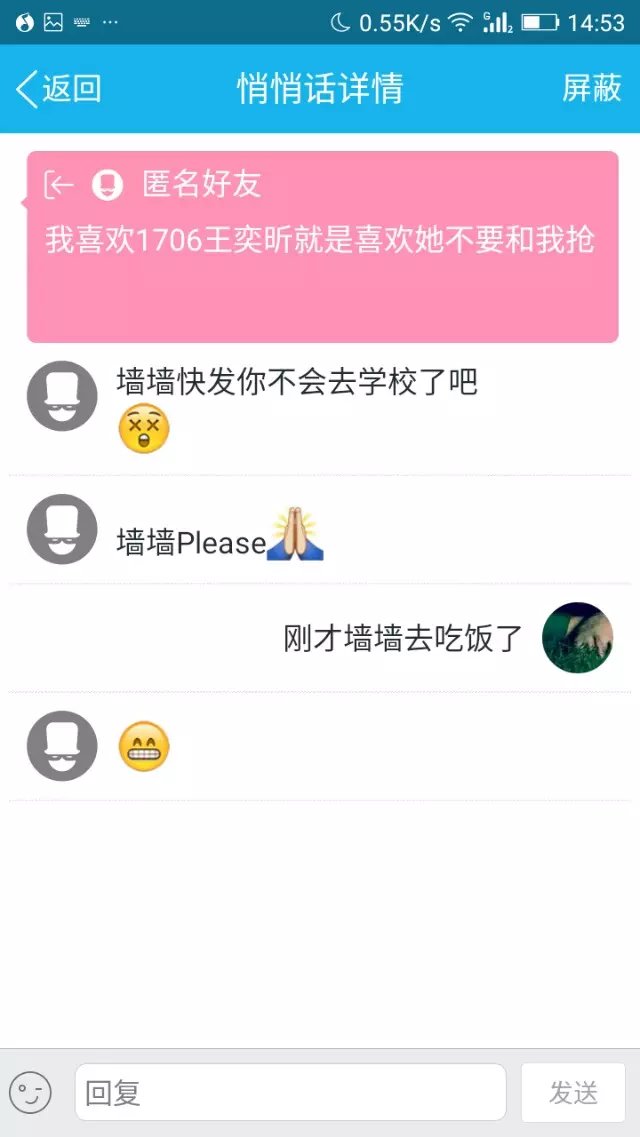 0.55K/s 14:53
返回 悄悄话详情 屏蔽
匿名好友
我喜欢1706王奕昕就是喜欢她不要和我抢
墙墙快发你不会去学校了吧
墙墙Please
刚才墙墙去吃饭了
回复 发送